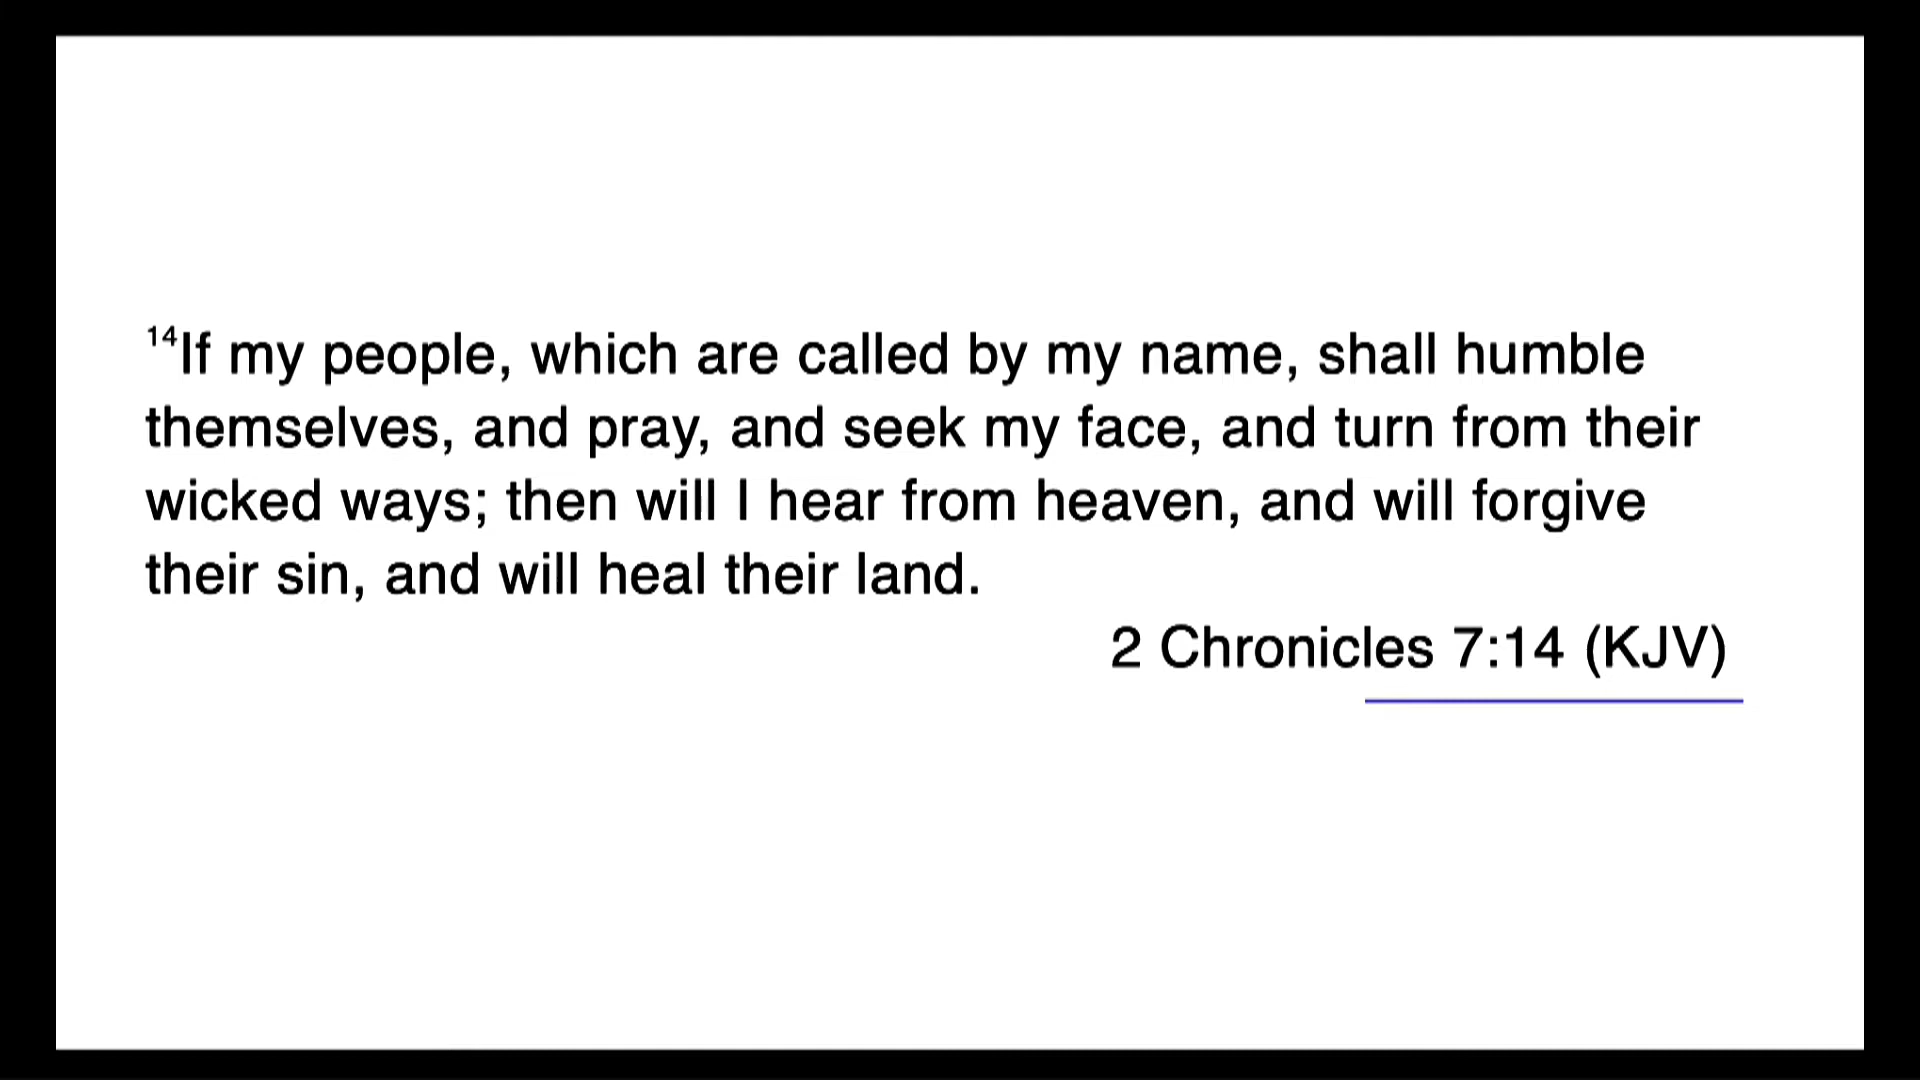 14If my people, which are called by my name, shall humble
themselves, and pray, and seek my face, and turn from their
wicked ways; then will I hear from heaven, and will forgive
their sin, and will heal their land.
2 Chronicles 7:14 (KJV)